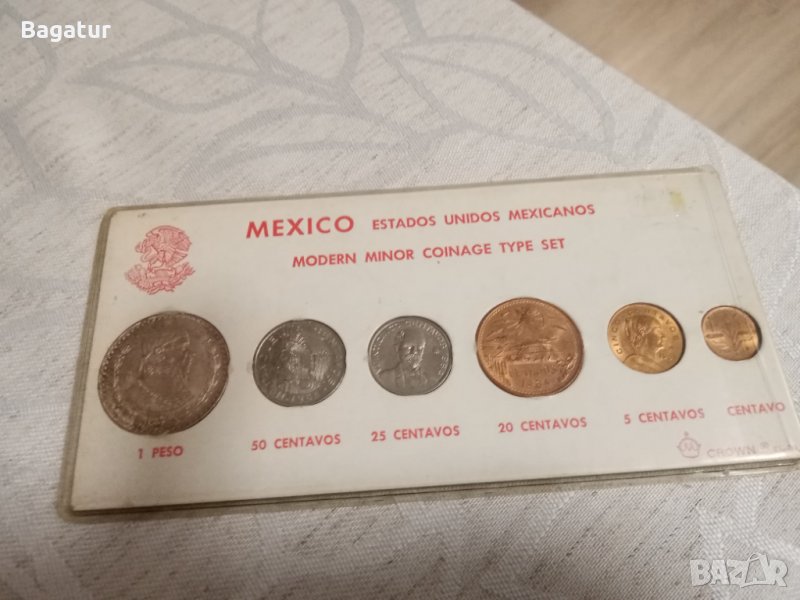 Bagatur
MEXICO ESTADOS UNIDOS MEXICANOS
MODERN MINOR COINAGE TYPE SET
1 PESO
50 CENTAVOS
25 CENTAVOS
20 CENTAVOS
5 CENTAVOS
CENTAVO
CROWN ®
BAZAR